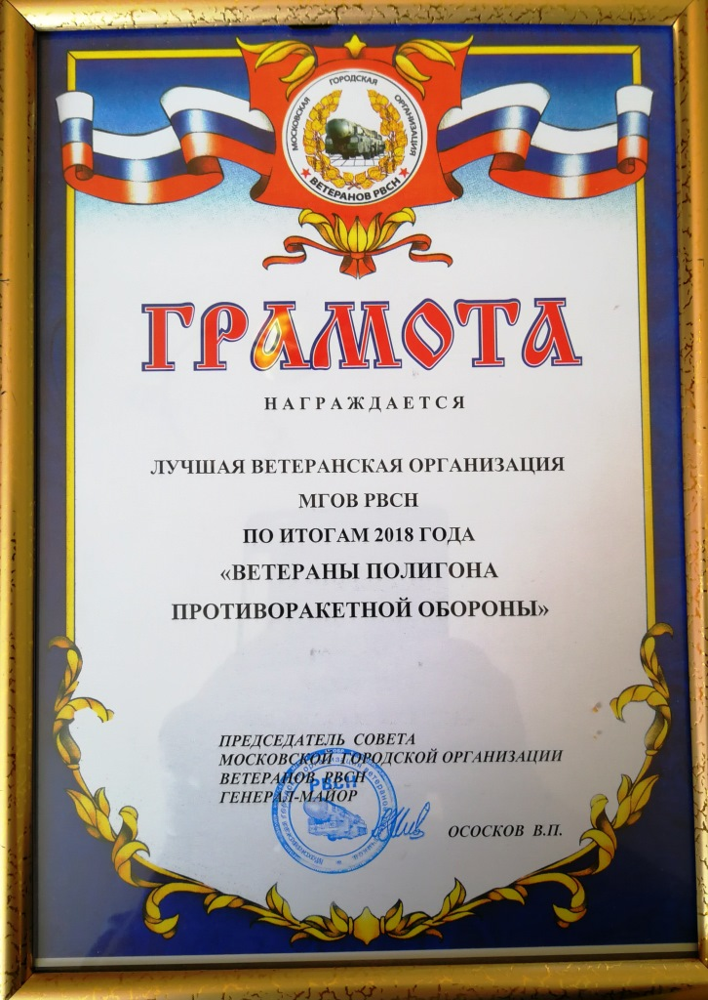 МОСКОВСКАЯ ГОРОДСКАЯ ОРГАНИЗАЦИЯ
ВЕТЕРАНОВ РВСН
ГРАМОТА
НАГРАЖДАЕТСЯ
ЛУЧШАЯ ВЕТЕРАНСКАЯ ОРГАНИЗАЦИЯ
МГОВ РВСН
ПО ИТОГАМ 2018 ГОДА
«ВЕТЕРАНЫ ПОЛИГОНА
ПРОТИВОРАКЕТНОЙ ОБОРОНЫ»
ПРЕДСЕДАТЕЛЬ СОВЕТА
МОСКОВСКОЙ ГОРОДСКОЙ ОРГАНИЗАЦИИ
ВЕТЕРАНОВ РВСН
ГЕНЕРАЛ-МАЙОР
РВСН
ОСОСКОВ В.П.